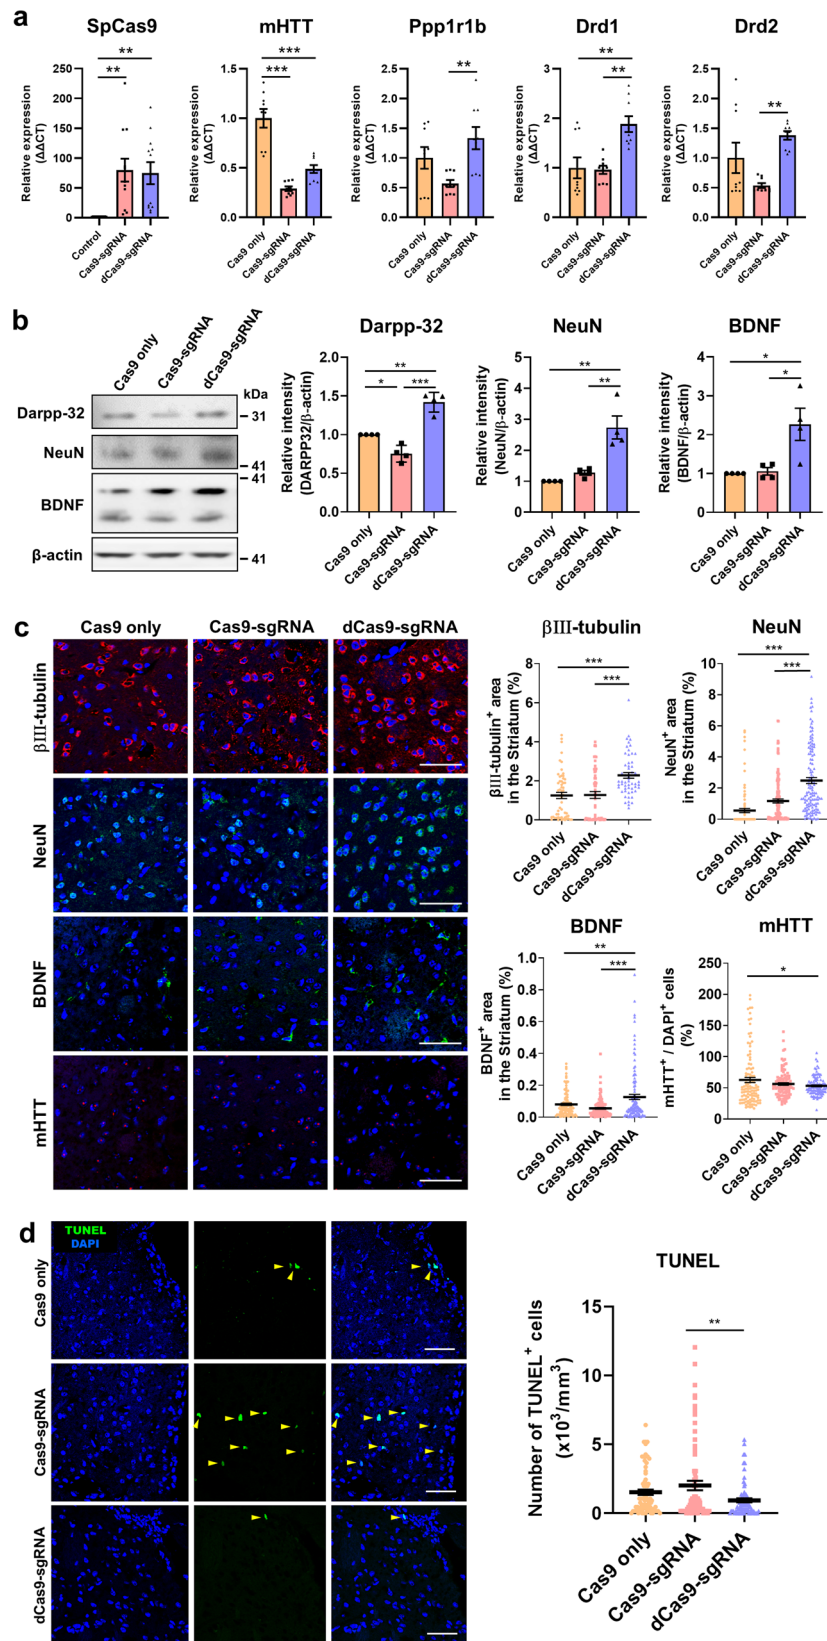 a
SpCas9
mHTT
Ppp1r1b
Drd1
Drd2
Relative expression
(ΔΔCT)
250
200
150
100
50
0
**
**
Control
Cas9-sgRNA
dCas9-sgRNA
Relative expression
(ΔΔCT)
1.5
1.0
0.5
0.0
***
***
Cas9 only
Cas9-sgRNA
dCas9-sgRNA
Relative expression
(ΔΔCT)
2.5
2.0
1.5
1.0
0.5
0.0
**
Cas9 only
Cas9-sgRNA
dCas9-sgRNA
Relative expression
(ΔΔCT)
3
2
1
0
**
**
Cas9 only
Cas9-sgRNA
dCas9-sgRNA
Relative expression
(ΔΔCT)
2.5
2.0
1.5
1.0
0.5
0.0
**
Cas9 only
Cas9-sgRNA
dCas9-sgRNA
b
Cas9 only
Cas9-sgRNA
dCas9-sgRNA
kDa
Darpp-32
31
NeuN
41
41
BDNF
β-actin
41
Darpp-32
Relative intensity
(DARPP32/β-actin)
2.0
1.5
1.0
0.5
0.0
**
*
***
Cas9 only
Cas9-sgRNA
dCas9-sgRNA
NeuN
Relative intensity
(NeuN/β-actin)
5
4
3
2
1
0
**
**
Cas9 only
Cas9-sgRNA
dCas9-sgRNA
BDNF
Relative intensity
(BDNF/β-actin)
4
3
2
1
0
*
*
Cas9 only
Cas9-sgRNA
dCas9-sgRNA
c
Cas9 only
Cas9-sgRNA
dCas9-sgRNA
βIII-tubulin
NeuN
BDNF
mHTT
βIII-tubulin
βIII-tubulin+ area
in the Striatum (%)
8
6
4
2
0
***
***
Cas9 only
Cas9-sgRNA
dCas9-sgRNA
NeuN
NeuN+ area
in the Striatum (%)
10
8
6
4
2
0
***
***
Cas9 only
Cas9-sgRNA
dCas9-sgRNA
BDNF
BDNF+ area
in the Striatum (%)
1.0
0.8
0.6
0.4
0.2
0.0
**
***
Cas9 only
Cas9-sgRNA
dCas9-sgRNA
mHTT
mHTT+ / DAPI+ cells
(%)
250
200
150
100
50
0
*
Cas9 only
Cas9-sgRNA
dCas9-sgRNA
d
TUNEL
DAPI
Cas9 only
Cas9-sgRNA
dCas9-sgRNA
TUNEL
Number of TUNEL+ cells
(x103/mm3)
15
10
5
0
**
Cas9 only
Cas9-sgRNA
dCas9-sgRNA